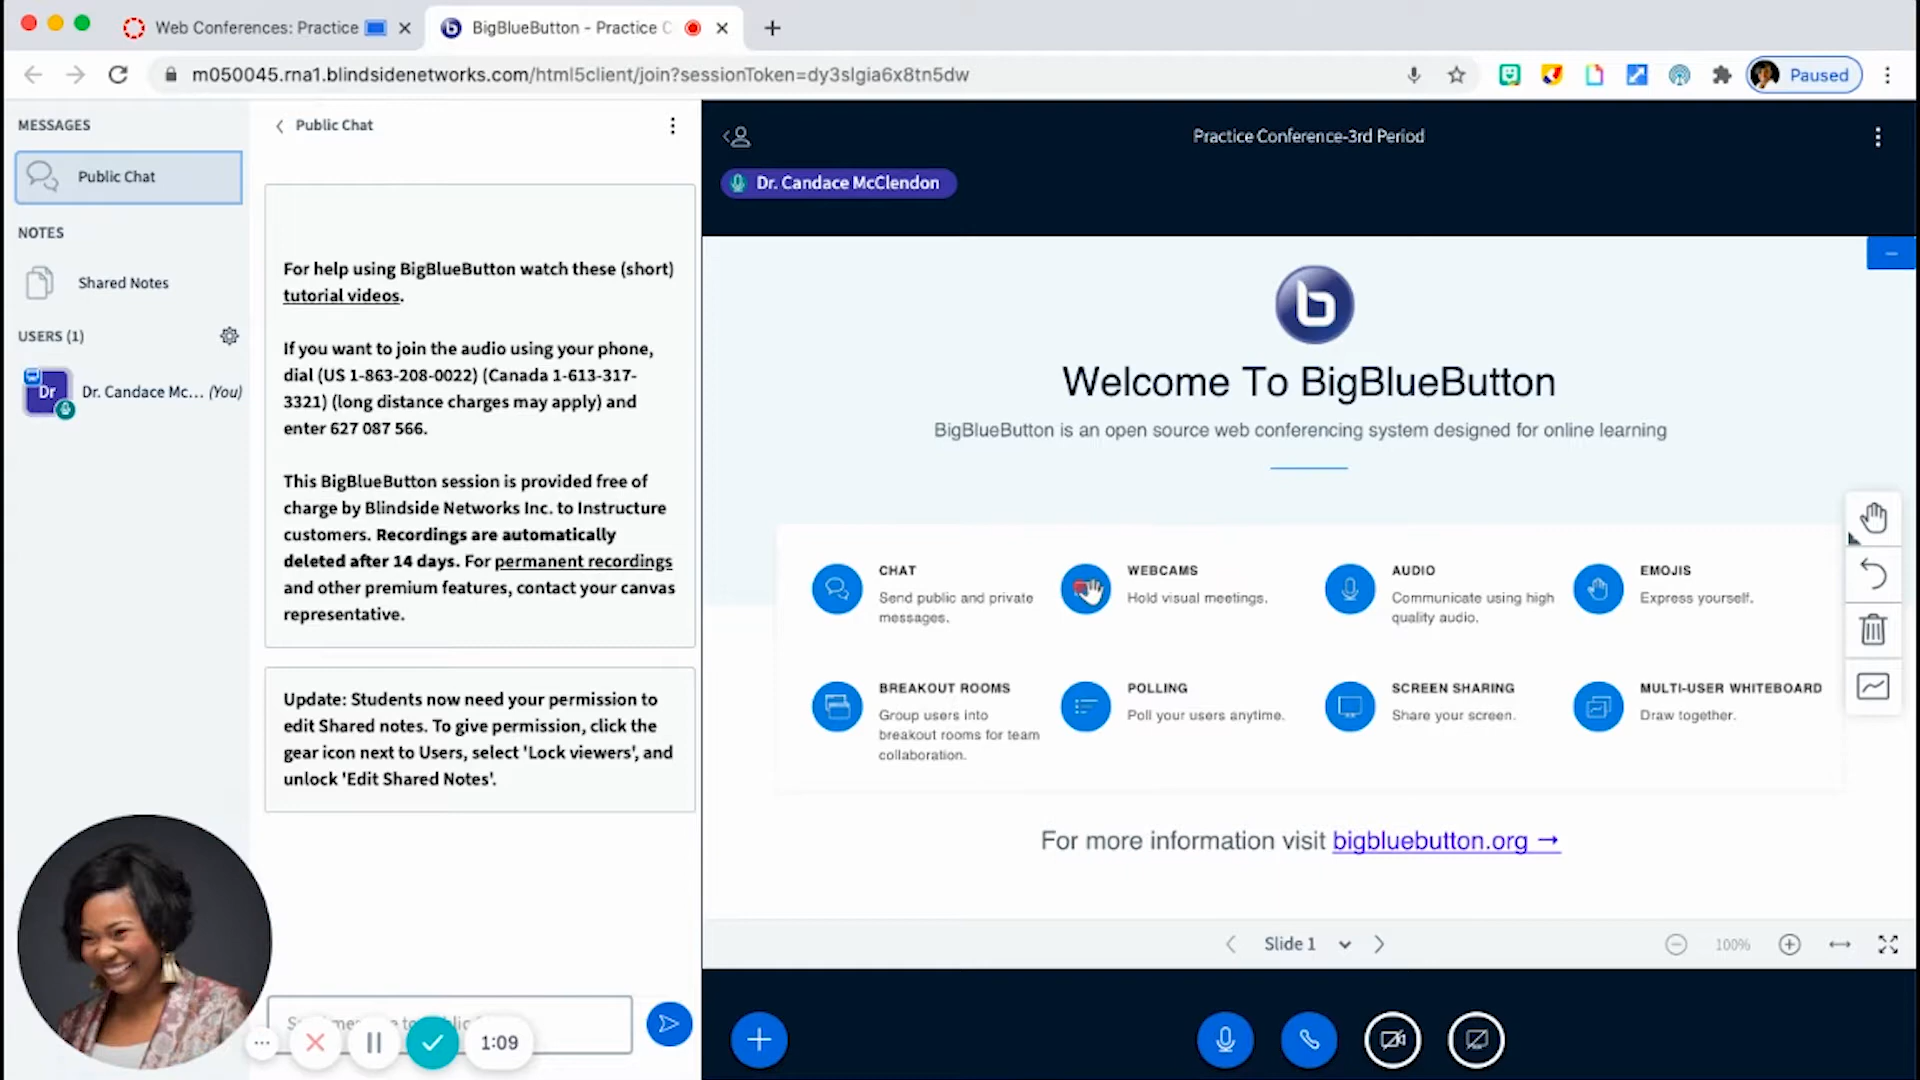 Web Conferences: Practice
BigBlueButton - Practice C
m050045.rna1.blindsidenetworks.com/html5client/join?sessionToken=dy3slgia6x8tn5dw
Paused
MESSAGES
Public Chat
NOTES
Shared Notes
USERS (1)
Dr
Dr. Candace Mc... (You)
Public Chat
For help using BigBlueButton watch these (short)
tutorial videos.
If you want to join the audio using your phone,
dial (US 1-863-208-0022) (Canada 1-613-317-
3321) (long distance charges may apply) and
enter 627 087 566.
This BigBlueButton session is provided free of
charge by Blindside Networks Inc. to Instructure
customers. Recordings are automatically
deleted after 14 days. For permanent recordings
and other premium features, contact your canvas
representative.
Update: Students now need your permission to
edit Shared notes. To give permission, click the
gear icon next to Users, select 'Lock viewers', and
unlock 'Edit Shared Notes'.
1:09
Practice Conference-3rd Period
Dr. Candace McClendon
b
Welcome To BigBlueButton
BigBlueButton is an open source web conferencing system designed for online learning
CHAT
Send public and private
messages.
WEBCAMS
Hold visual meetings.
AUDIO
Communicate using high
quality audio.
EMOJIS
Express yourself.
BREAKOUT ROOMS
Group users into
breakout rooms for team
collaboration.
POLLING
Poll your users anytime.
SCREEN SHARING
Share your screen.
MULTI-USER WHITEBOARD
Draw together.
For more information visit bigbluebutton.org →
Slide 1
100%